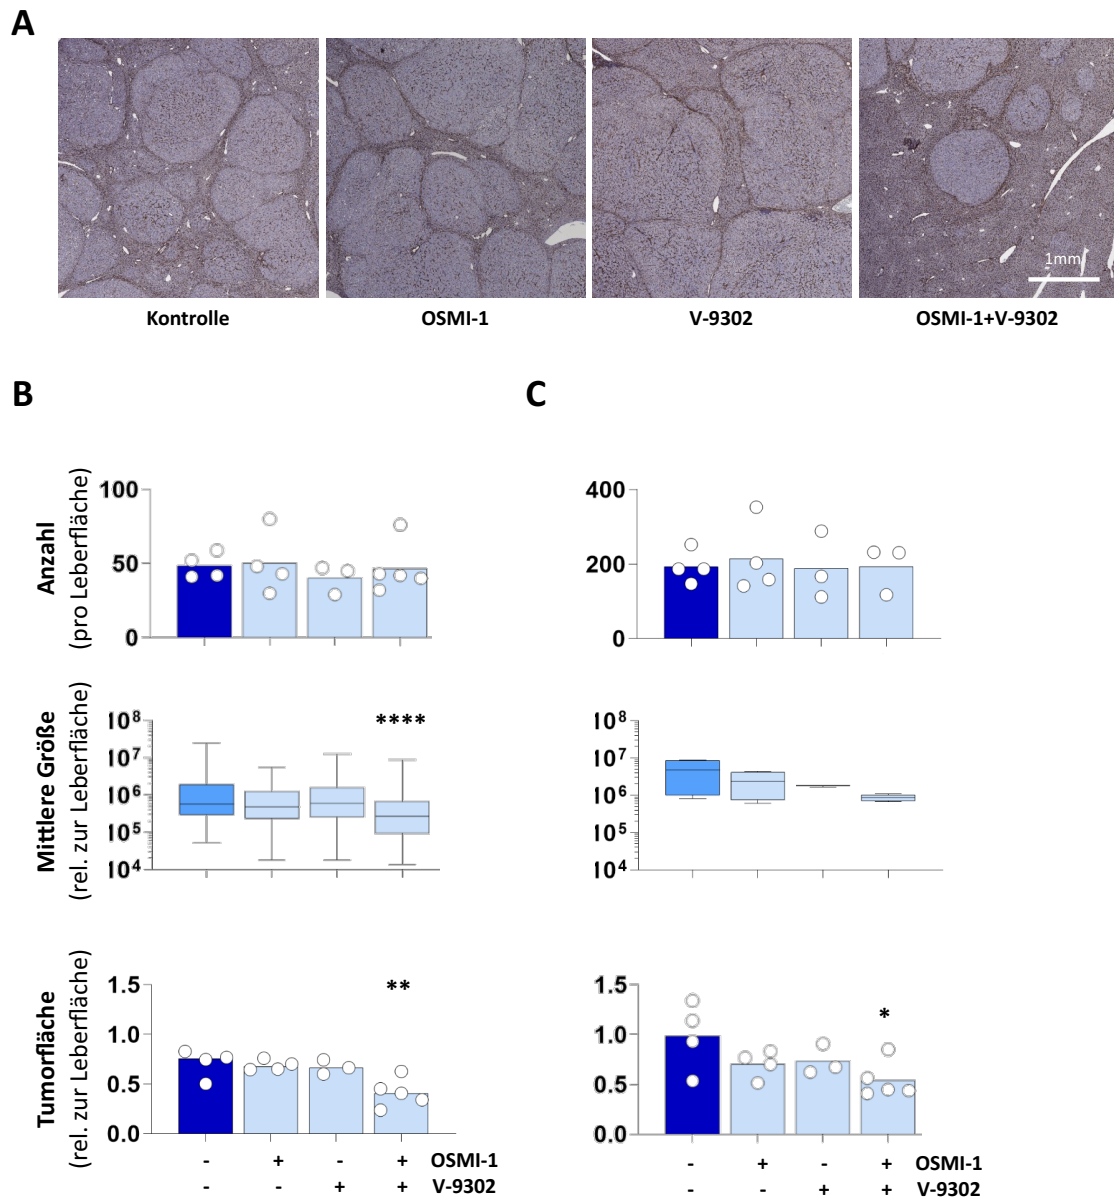 A
1mm
Kontrolle OSMI-1 V-9302 OSMI-1+V-9302
B C
Anzahl
(pro Leberfläche)
100
50
0
400
200
0
Mittlere Größe
(rel. zur Leberfläche)
10⁸
10⁷
10⁶
10⁵
10⁴
****
10⁸
10⁷
10⁶
10⁵
10⁴
Tumorfläche
(rel. zur Leberfläche)
1.5
1.0
0.5
0.0
**
1.5
1.0
0.5
0.0
*
- + - + OSMI-1
- - + + V-9302
- + - + OSMI-1
- - + + V-9302